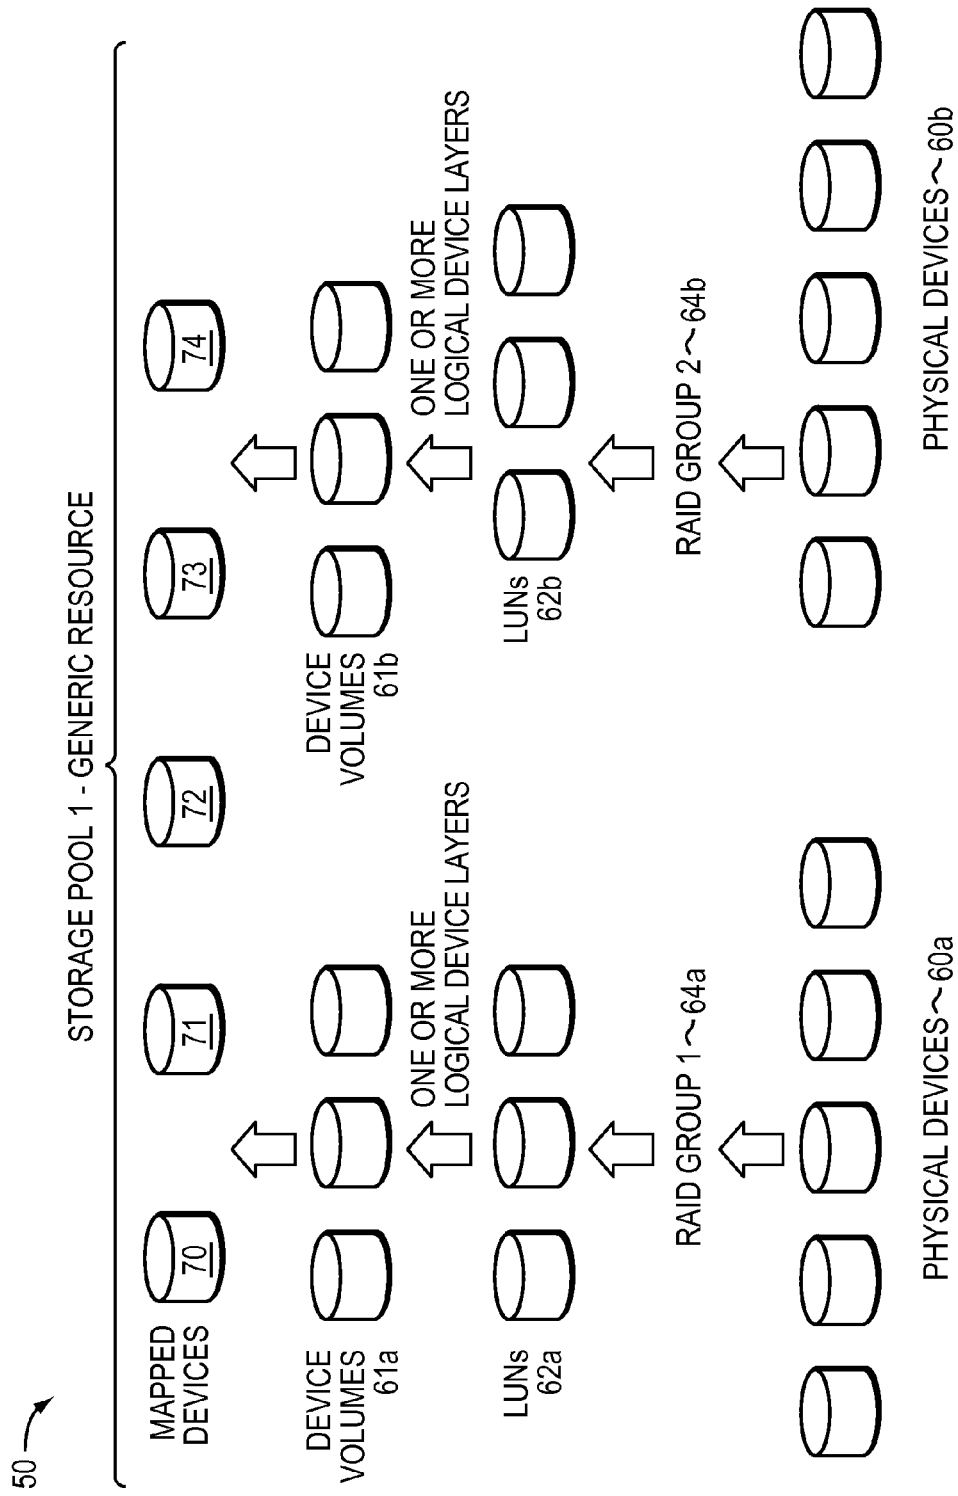 50
STORAGE POOL 1 - GENERIC RESOURCE
MAPPED
DEVICES
70
71
72
73
74
DEVICE
VOLUMES
61a
DEVICE
VOLUMES
61b
ONE OR MORE
LOGICAL DEVICE LAYERS
ONE OR MORE
LOGICAL DEVICE LAYERS
LUNs
62a
LUNs
62b
RAID GROUP 1~64a
RAID GROUP 2~64b
PHYSICAL DEVICES~60a
PHYSICAL DEVICES~60b